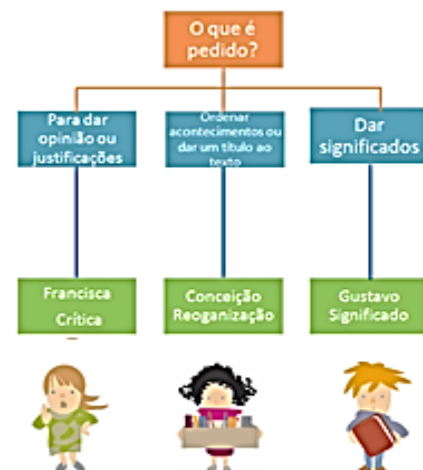 O que é
pedido?
Para dar
opinião ou
justificações
Ordenar
acontecimentos ou
dar um título ao
texto
Dar
significados
Francisca
Crítica
Conceição
Reoganização
Gustavo
Significado